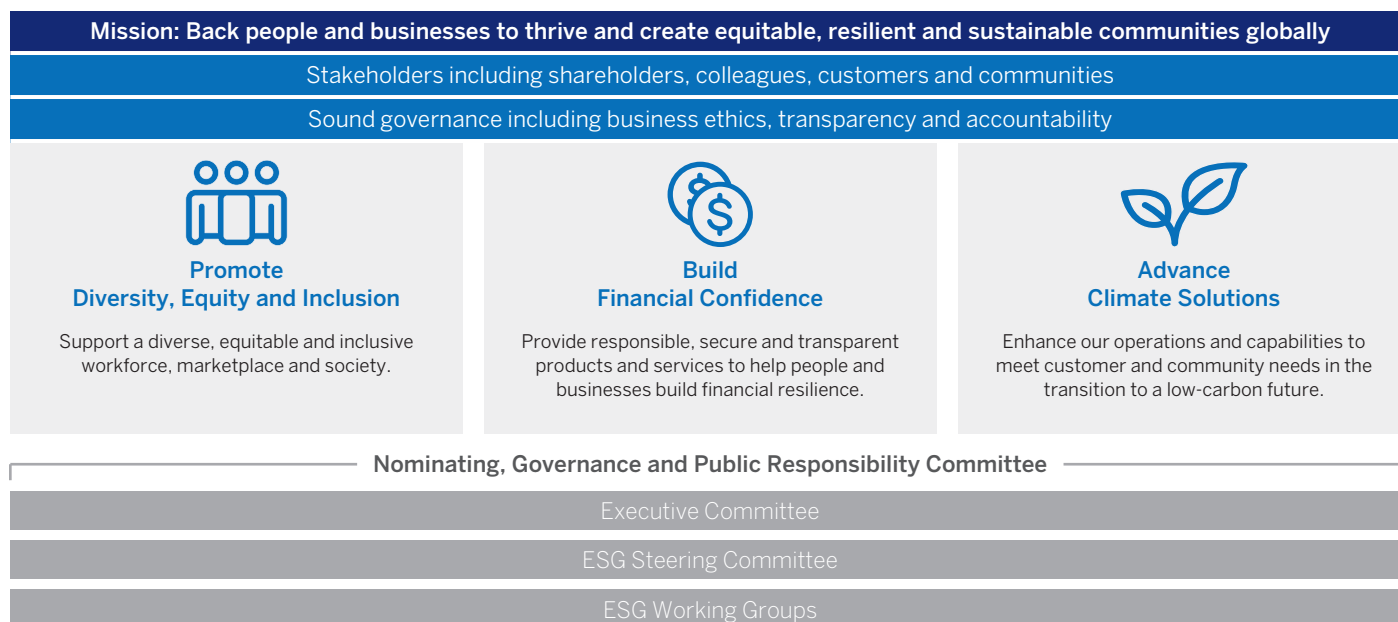 Mission: Back people and businesses to thrive and create equitable, resilient and sustainable communities globally
Stakeholders including shareholders, colleagues, customers and communities
Sound governance including business ethics, transparency and accountability
Promote
Diversity, Equity and Inclusion
Support a diverse, equitable and inclusive
workforce, marketplace and society.
Build
Financial Confidence
Provide responsible, secure and transparent
products and services to help people and
businesses build financial resilience.
Advance
Climate Solutions
Enhance our operations and capabilities to
meet customer and community needs in the
transition to a low-carbon future.
Nominating, Governance and Public Responsibility Committee
Executive Committee
ESG Steering Committee
ESG Working Groups